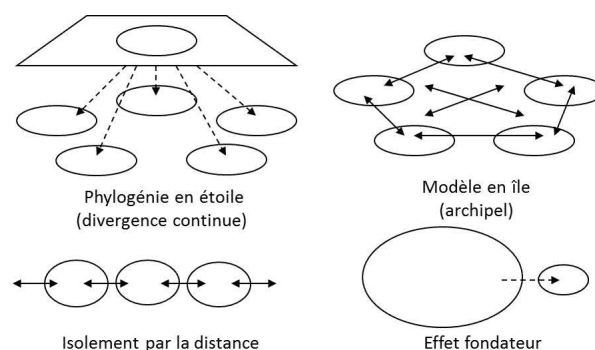 Phylogénie en étoile
(divergence continue)
Modèle en île
(archipel)
Isolement par la distance
Effet fondateur